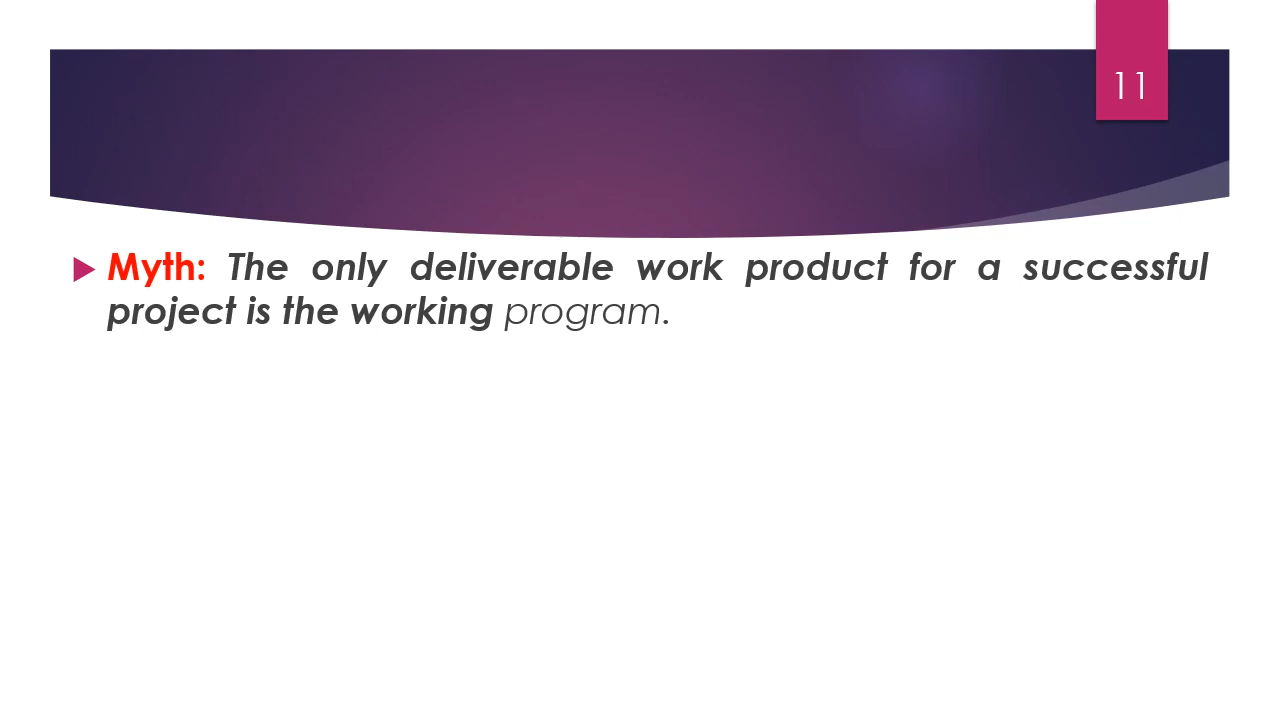 11
Myth: The only deliverable work product for a successful
project is the working program.